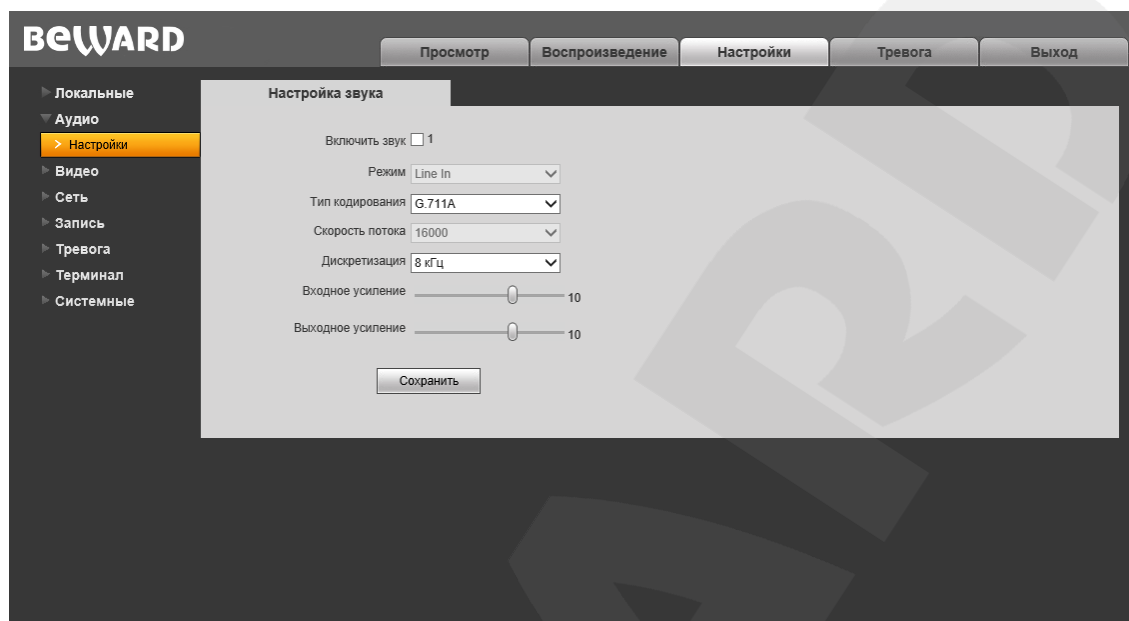 BEWARD
Просмотр Воспроизведение Настройки Тревога Выход
Локальные
Аудио
> Настройки
Видео
Сеть
Запись
Тревога
Терминал
Системные
Настройка звука
Включить звук 1
Режим Line In
Тип кодирования G.711A
Скорость потока 16000
Дискретизация 8 кГц
Входное усиление 10
Выходное усиление 10
Сохранить